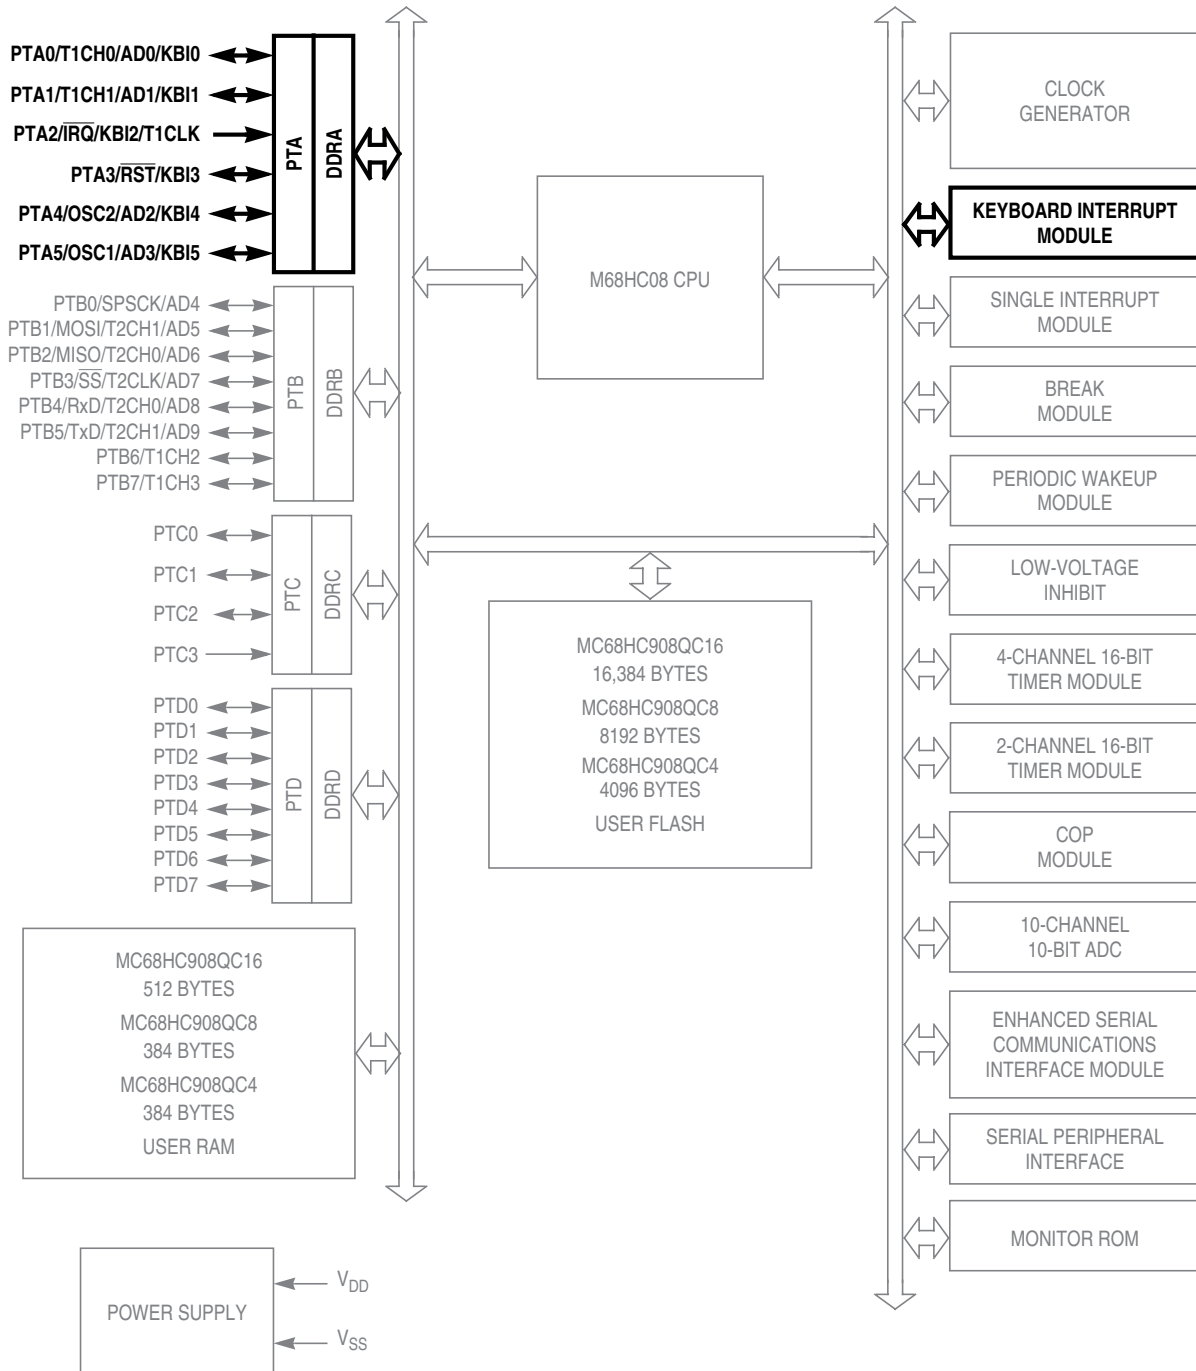 PTA0/T1CH0/AD0/KBI0
PTA1/T1CH1/AD1/KBI1
PTA2/IRQ/KBI2/T1CLK
PTA3/RST/KBI3
PTA4/OSC2/AD2/KBI4
PTA5/OSC1/AD3/KBI5
PTA
DDRA
PTB0/SPSCK/AD4
PTB1/MOSI/T2CH1/AD5
PTB2/MISO/T2CH0/AD6
PTB3/SS/T2CLK/AD7
PTB4/RxD/T2CH0/AD8
PTB5/TxD/T2CH1/AD9
PTB6/T1CH2
PTB7/T1CH3
PTB
DDRB
PTC0
PTC1
PTC2
PTC3
PTC
DDRC
PTD0
PTD1
PTD2
PTD3
PTD4
PTD5
PTD6
PTD7
PTD
DDRD
MC68HC908QC16
512 BYTES
MC68HC908QC8
384 BYTES
MC68HC908QC4
384 BYTES
USER RAM
POWER SUPPLY
VDD
VSS
M68HC08 CPU
MC68HC908QC16
16,384 BYTES
MC68HC908QC8
8192 BYTES
MC68HC908QC4
4096 BYTES
USER FLASH
CLOCK
GENERATOR
KEYBOARD INTERRUPT
MODULE
SINGLE INTERRUPT
MODULE
BREAK
MODULE
PERIODIC WAKEUP
MODULE
LOW-VOLTAGE
INHIBIT
4-CHANNEL 16-BIT
TIMER MODULE
2-CHANNEL 16-BIT
TIMER MODULE
COP
MODULE
10-CHANNEL
10-BIT ADC
ENHANCED SERIAL
COMMUNICATIONS
INTERFACE MODULE
SERIAL PERIPHERAL
INTERFACE
MONITOR ROM